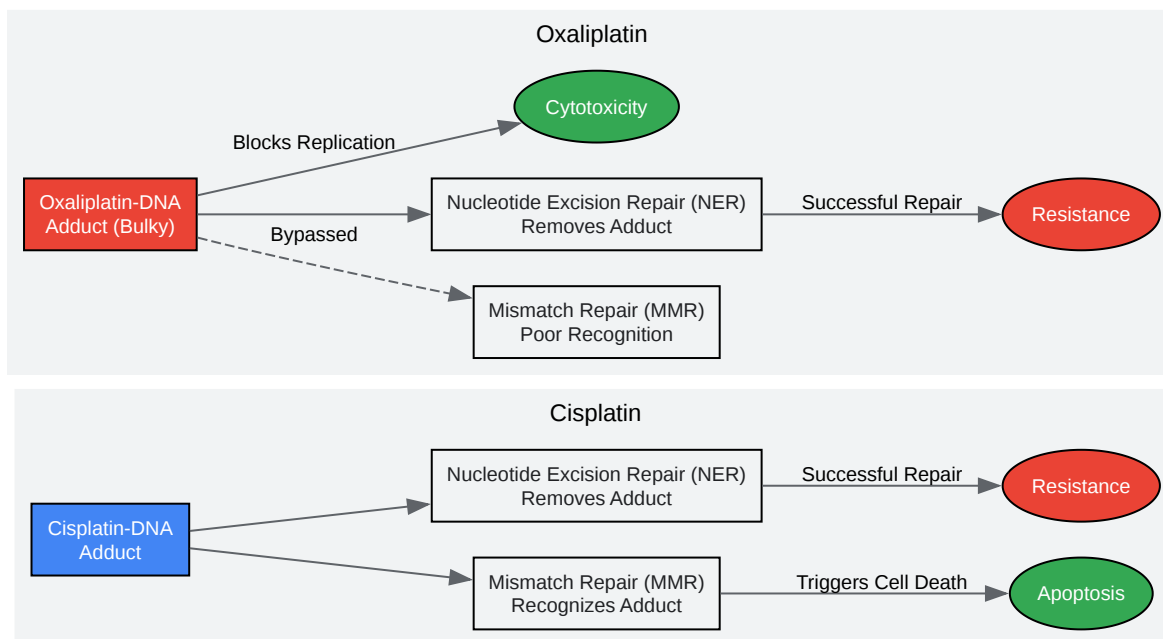 Oxaliplatin
Cytotoxicity
Blocks Replication
Oxaliplatin-DNA
Adduct (Bulky)
Nucleotide Excision Repair (NER)
Removes Adduct
Successful Repair
Resistance
Bypassed
Mismatch Repair (MMR)
Poor Recognition
Cisplatin
Nucleotide Excision Repair (NER)
Removes Adduct
Successful Repair
Resistance
Cisplatin-DNA
Adduct
Mismatch Repair (MMR)
Recognizes Adduct
Triggers Cell Death
Apoptosis